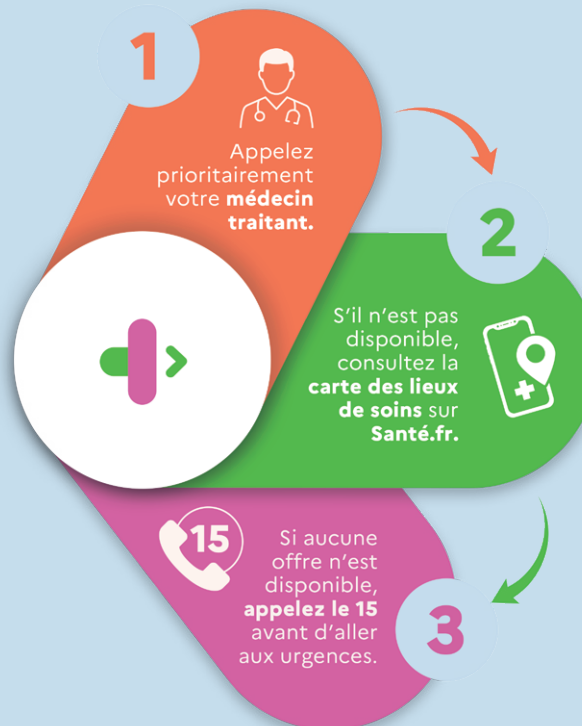 1
Appelez
prioritairement
votre médecin
traitant.
2
S'il n'est pas
disponible,
consultez la
carte des lieux
de soins sur
Santé.fr.
15
Si aucune
offre n'est
disponible,
appelez le 15
avant d'aller
aux urgences.
3